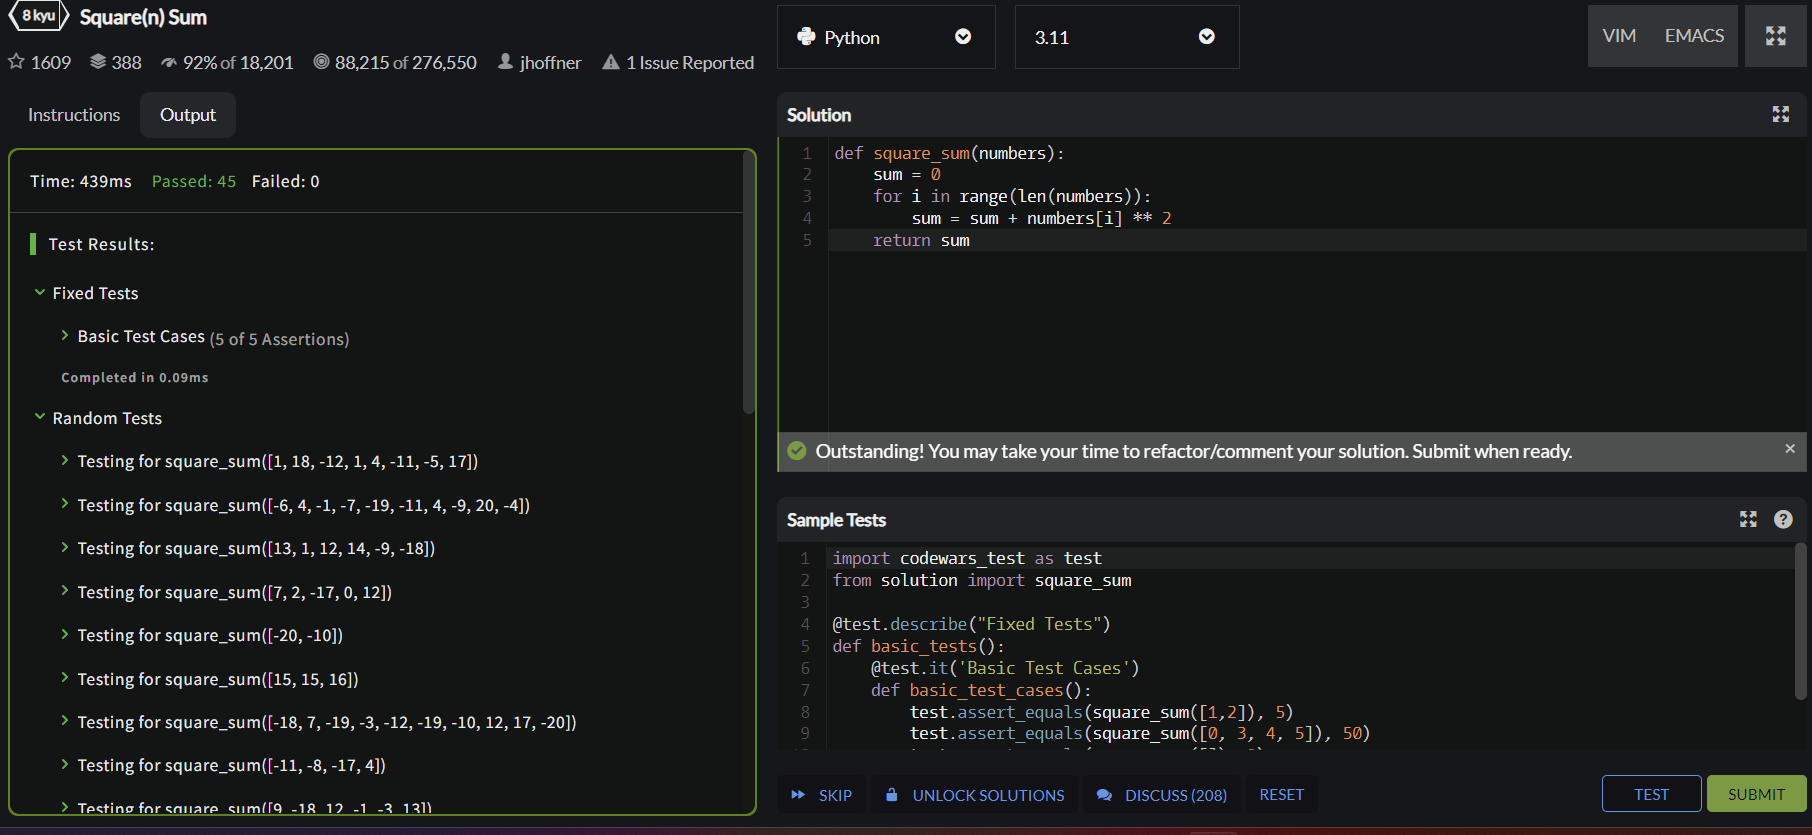 8 kyu Square(n) Sum
1609 388 92% of 18,201 88,215 of 276,550 jhoffner 1 Issue Reported
Instructions Output
Time: 439ms Passed: 45 Failed: 0
Test Results:
Fixed Tests
Basic Test Cases (5 of 5 Assertions)
Completed in 0.09ms
Random Tests
Testing for square_sum([1, 18, -12, 1, 4, -11, -5, 17])
Testing for square_sum([-6, 4, -1, -7, -19, -11, 4, -9, 20, -4])
Testing for square_sum([13, 1, 12, 14, -9, -18])
Testing for square_sum([7, 2, -17, 0, 12])
Testing for square_sum([-20, -10])
Testing for square_sum([15, 15, 16])
Testing for square_sum([-18, 7, -19, -3, -12, -19, -10, 12, 17, -20])
Testing for square_sum([-11, -8, -17, 4])
Testing for square_sum([9, -18, 12, -1, -3, 13])
Python 3.11 VIM EMACS
Solution
1 def square_sum(numbers):
2 sum = 0
3 for i in range(len(numbers)):
4 sum = sum + numbers[i] ** 2
5 return sum
Outstanding! You may take your time to refactor/comment your solution. Submit when ready. ×
Sample Tests ?
1 import codewars_test as test
2 from solution import square_sum
3
4 @test.describe("Fixed Tests")
5 def basic_tests():
6 @test.it('Basic Test Cases')
7 def basic_test_cases():
8 test.assert_equals(square_sum([1,2]), 5)
9 test.assert_equals(square_sum([0, 3, 4, 5]), 50)
SKIP UNLOCK SOLUTIONS DISCUSS (208) RESET TEST SUBMIT